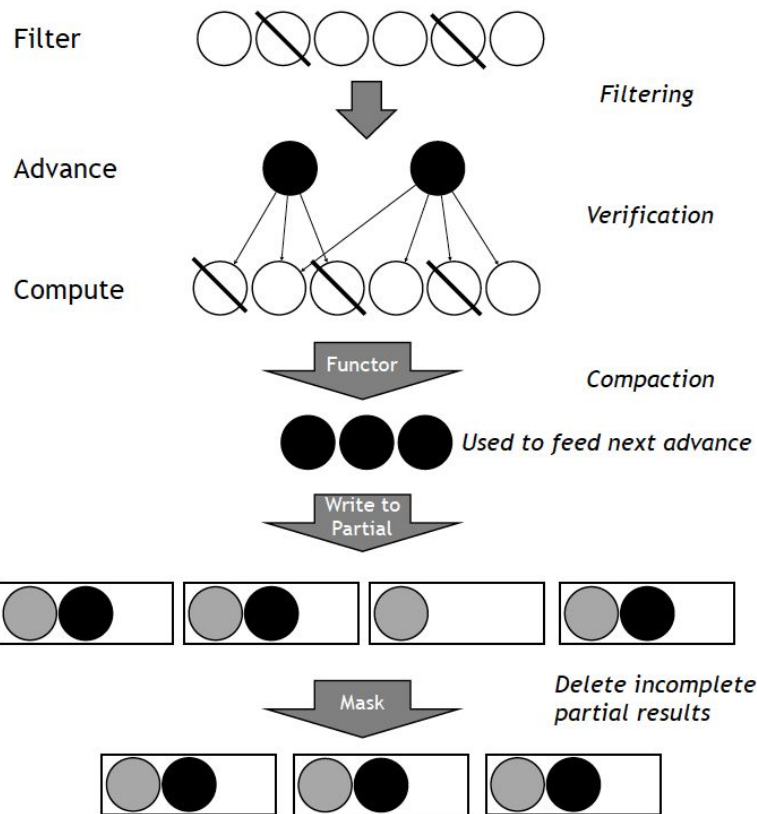 Filter
Filtering
Advance
Verification
Compute
Functor
Compaction
Used to feed next advance
Write to
Partial
Delete incomplete
partial results
Mask